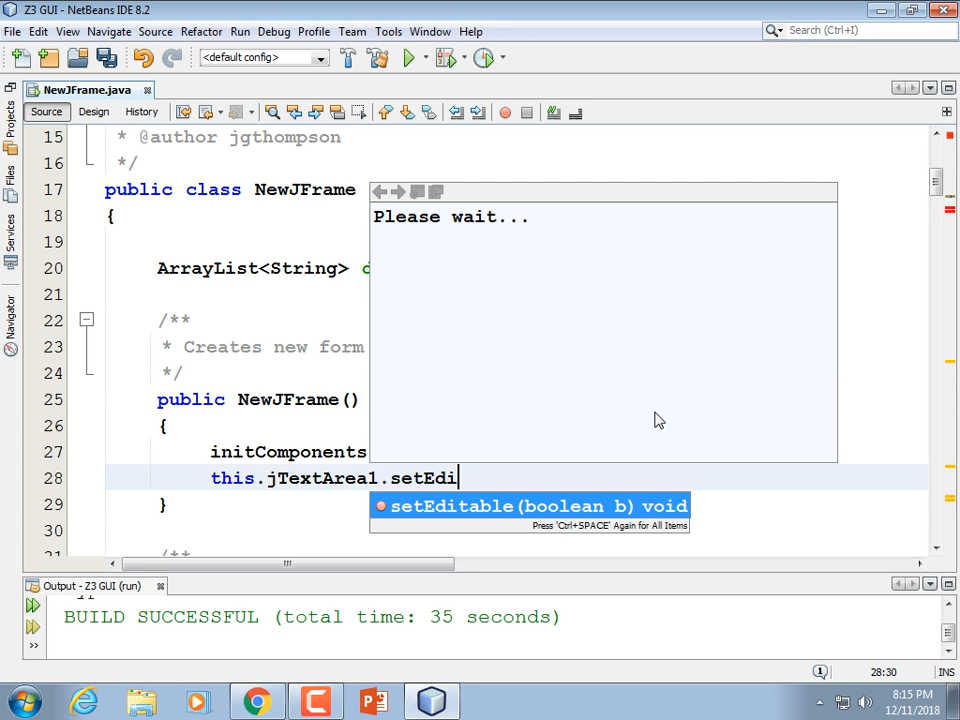 Z3 GUI - NetBeans IDE 8.2
File Edit View Navigate Source Refactor Run Debug Profile Team Tools Window Help
Search (Ctrl+I)
<default config>
NewJFrame.java
Source Design History
Projects
Files
Services
Navigator
15 * @author jgthompson
16 */
17 public class NewJFrame
18 {
19
20 ArrayList<String> d
21
22 /**
23 * Creates new form
24 */
25 public NewJFrame()
26 {
27 initComponents
28 this.jTextArea1.setEdi
29 }
30
31 /**
Please wait...
setEditable(boolean b) void
Press 'Ctrl+SPACE' Again for All Items
Output - Z3 GUI (run)
BUILD SUCCESSFUL (total time: 35 seconds)
1
28:30
INS
8:15 PM
12/11/2018